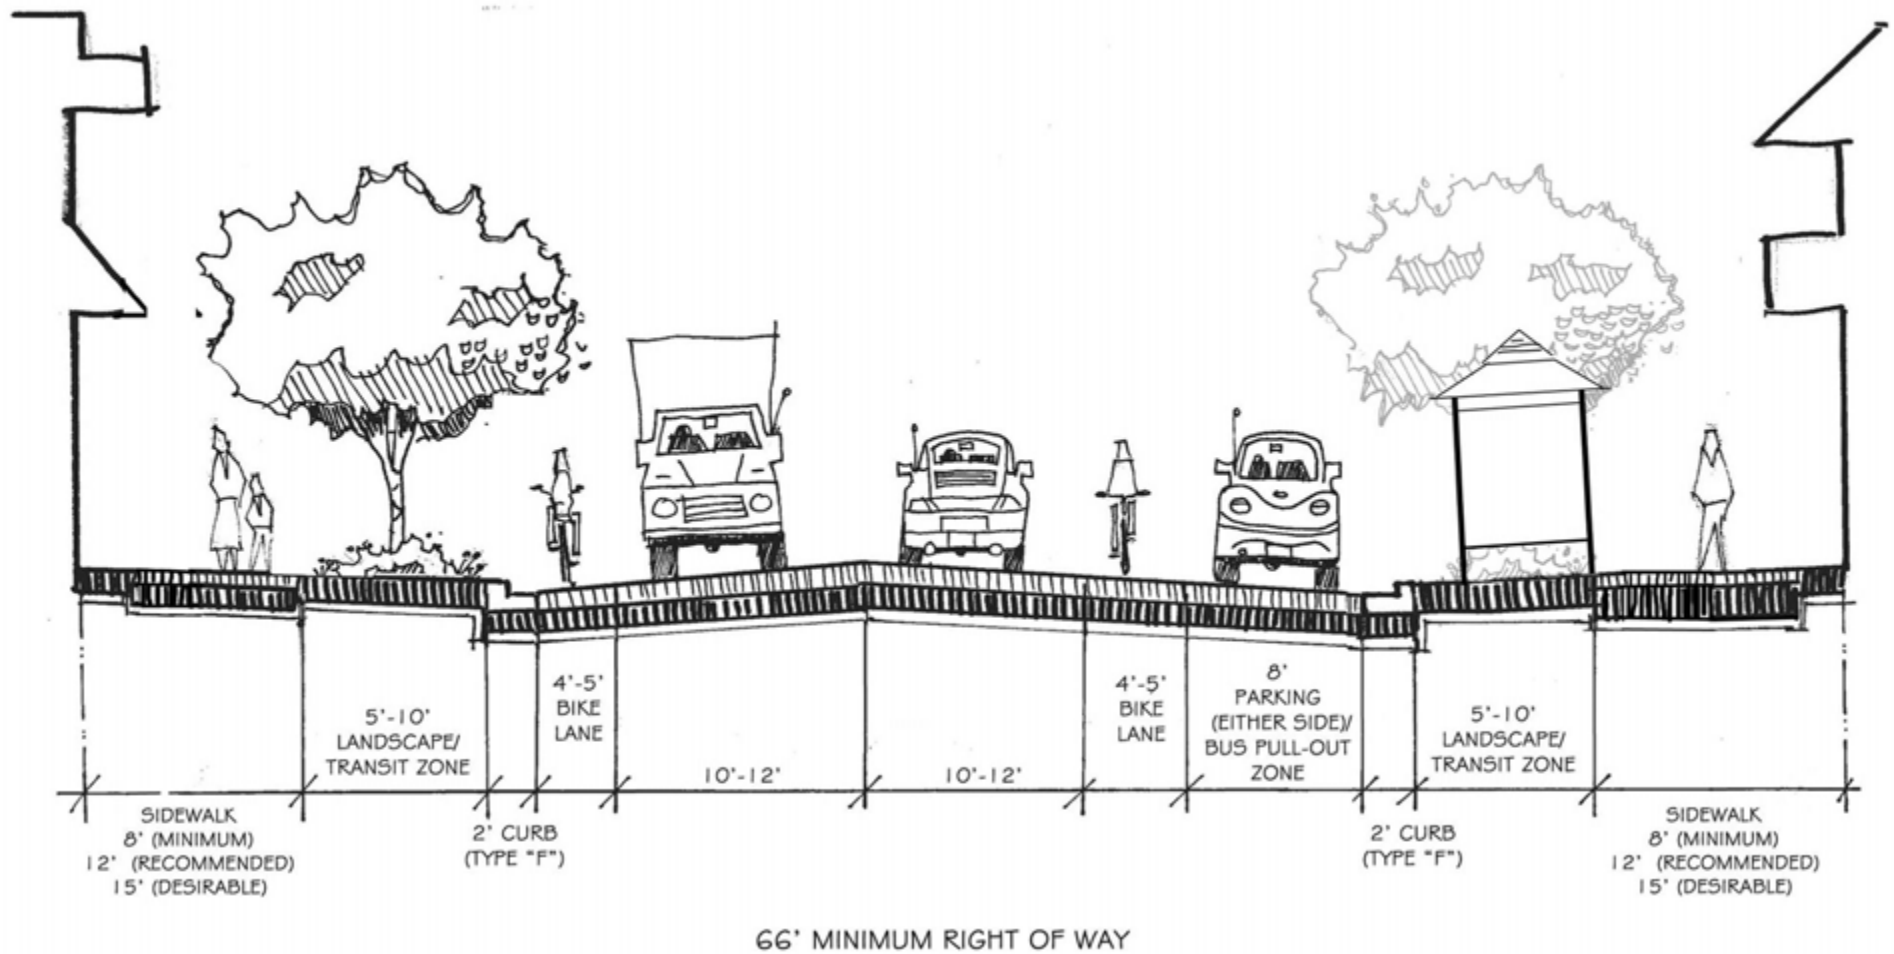 4'-5'
BIKE
LANE
4'-5'
BIKE
LANE
8'
PARKING
(EITHER SIDE)/
BUS PULL-OUT
ZONE
5'-10'
LANDSCAPE/
TRANSIT ZONE
10'-12'
10'-12'
5'-10'
LANDSCAPE/
TRANSIT ZONE
SIDEWALK
8' (MINIMUM)
12' (RECOMMENDED)
15' (DESIRABLE)
2' CURB
(TYPE "F")
2' CURB
(TYPE "F")
SIDEWALK
8' (MINIMUM)
12' (RECOMMENDED)
15' (DESIRABLE)
66' MINIMUM RIGHT OF WAY